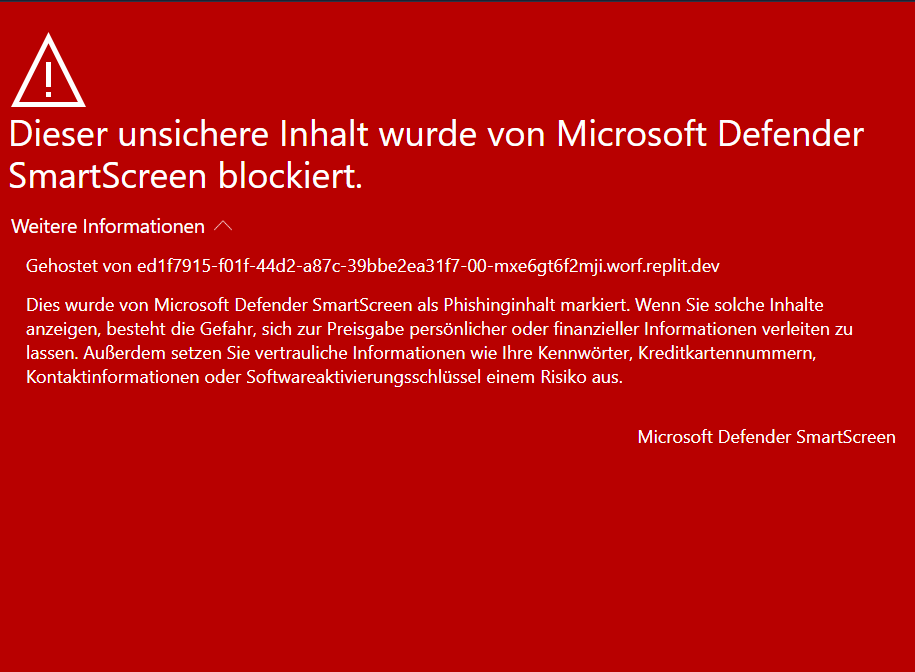 Dieser unsichere Inhalt wurde von Microsoft Defender
SmartScreen blockiert.
Weitere Informationen
Gehostet von ed1f7915-f01f-44d2-a87c-39bbe2ea31f7-00-mxe6gt6f2mji.worf.replit.dev
Dies wurde von Microsoft Defender SmartScreen als Phishinginhalt markiert. Wenn Sie solche Inhalte
anzeigen, besteht die Gefahr, sich zur Preisgabe persönlicher oder finanzieller Informationen verleiten zu
lassen. Außerdem setzen Sie vertrauliche Informationen wie Ihre Kennwörter, Kreditkartennummern,
Kontaktinformationen oder Softwareaktivierungsschlüssel einem Risiko aus.
Microsoft Defender SmartScreen